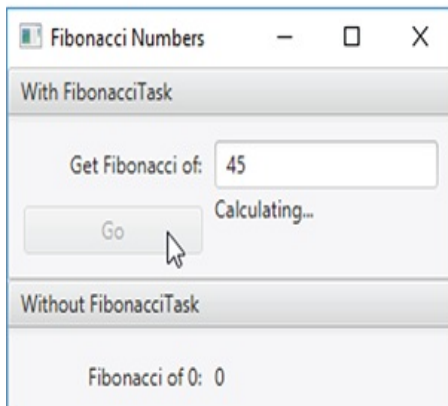 Fibonacci Numbers
With FibonacciTask
Get Fibonacci of: 45
Go Calculating...
Without FibonacciTask
Fibonacci of 0: 0